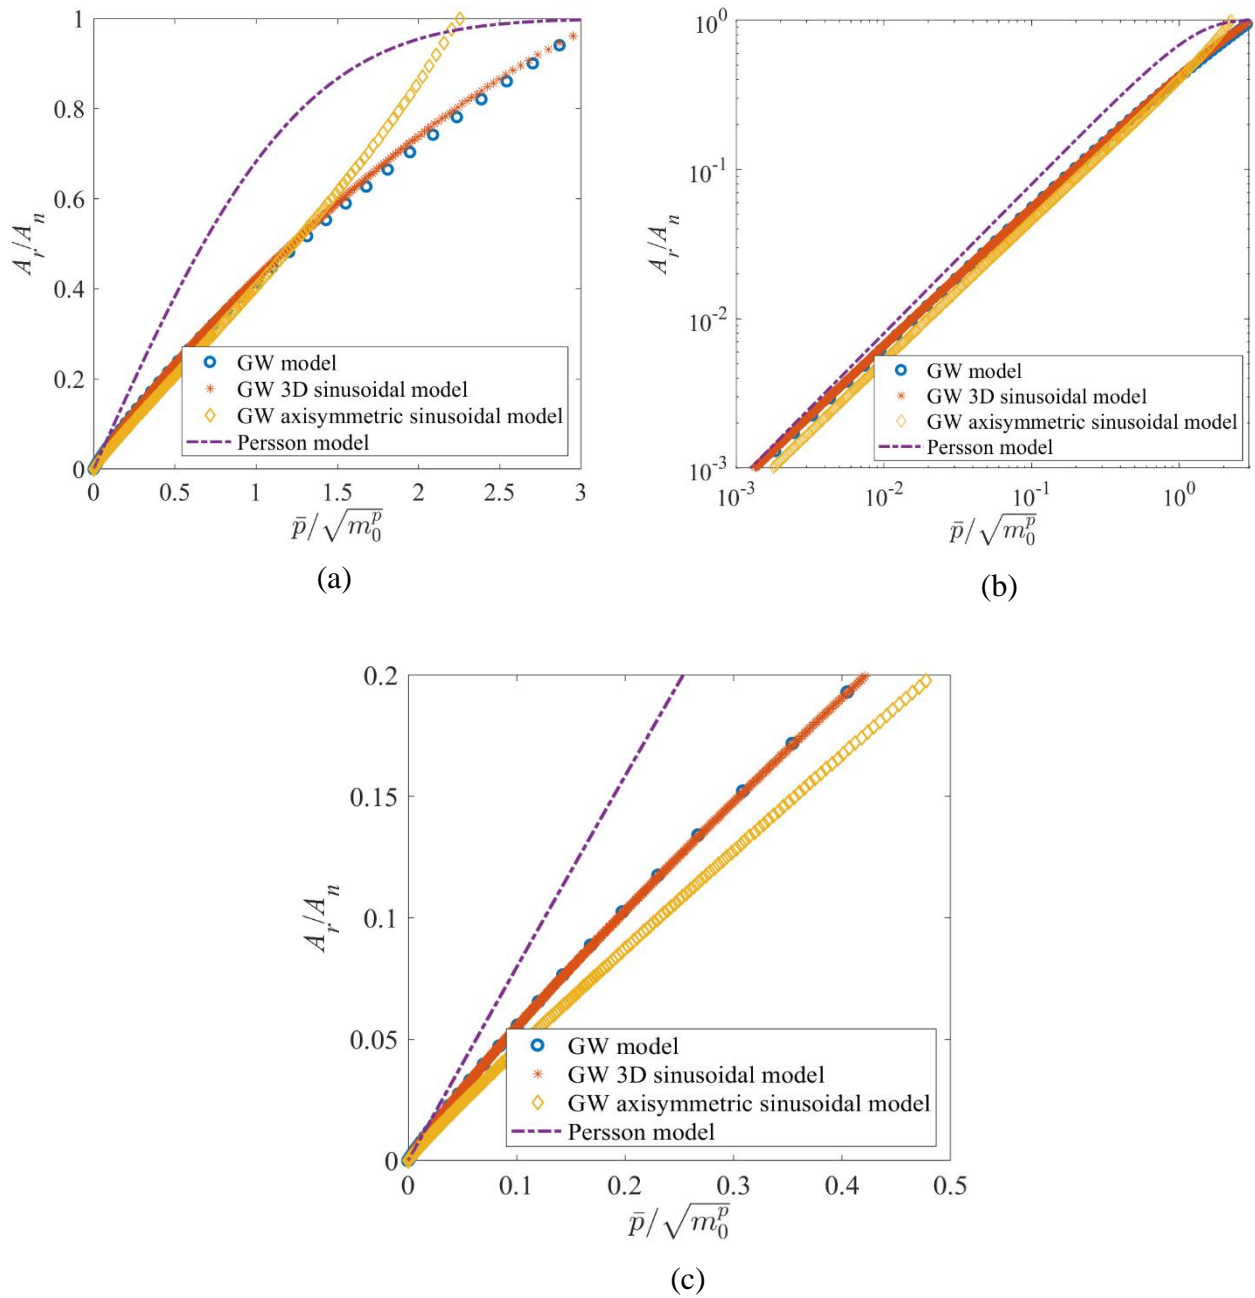 1
0.8
0.6
0.4
0.2
0
A_r/A_n
GW model
GW 3D sinusoidal model
GW axisymmetric sinusoidal model
Persson model
0 0.5 1 1.5 2 2.5 3
p̄/√m_0^p
(a)
10^0
10^-1
10^-2
10^-3
A_r/A_n
GW model
GW 3D sinusoidal model
GW axisymmetric sinusoidal model
Persson model
10^-3 10^-2 10^-1 10^0
p̄/√m_0^p
(b)
0.2
0.15
0.1
0.05
0
A_r/A_n
GW model
GW 3D sinusoidal model
GW axisymmetric sinusoidal model
Persson model
0 0.1 0.2 0.3 0.4 0.5
p̄/√m_0^p
(c)